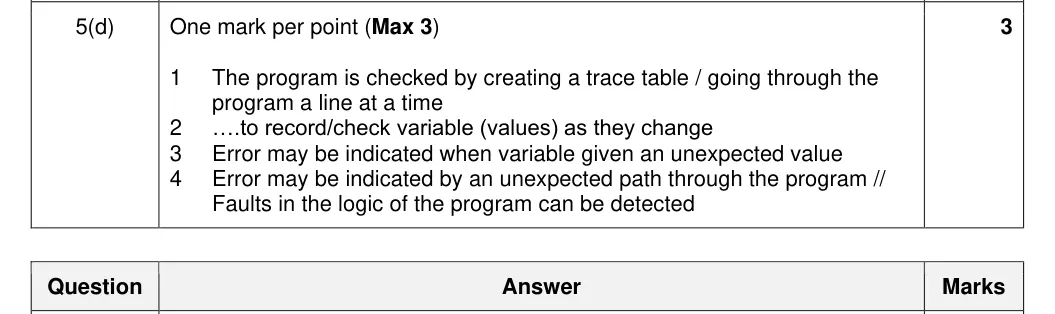 5(d) One mark per point (Max 3) 3
1 The program is checked by creating a trace table / going through the
program a line at a time
2 ….to record/check variable (values) as they change
3 Error may be indicated when variable given an unexpected value
4 Error may be indicated by an unexpected path through the program //
Faults in the logic of the program can be detected
Question Answer Marks